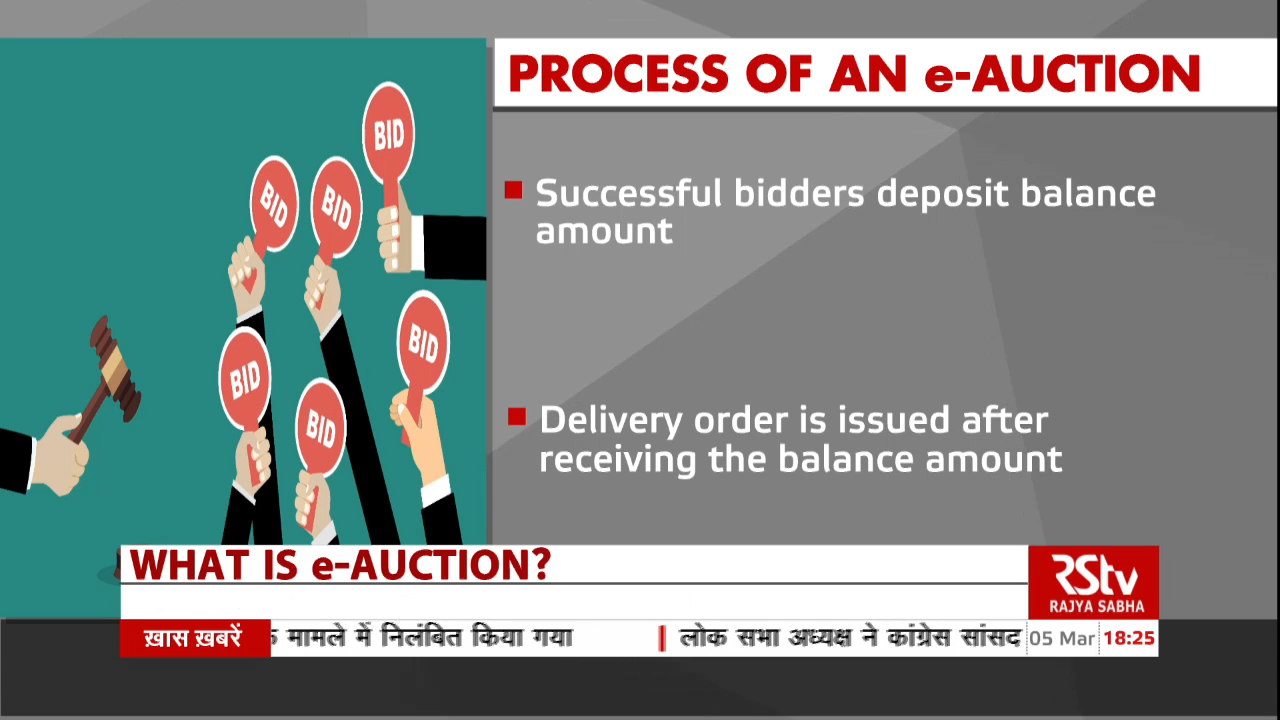 PROCESS OF AN e-AUCTION
BID
BID
BID
BID
BID
BID
Successful bidders deposit balance
amount
Delivery order is issued after
receiving the balance amount
WHAT IS e-AUCTION?
RStv
RAJYA SABHA
ख़ास ख़बरें
मामले में निलंबित किया गया
लोक सभा अध्यक्ष ने कांग्रेस सांसद
05 Mar
18:25